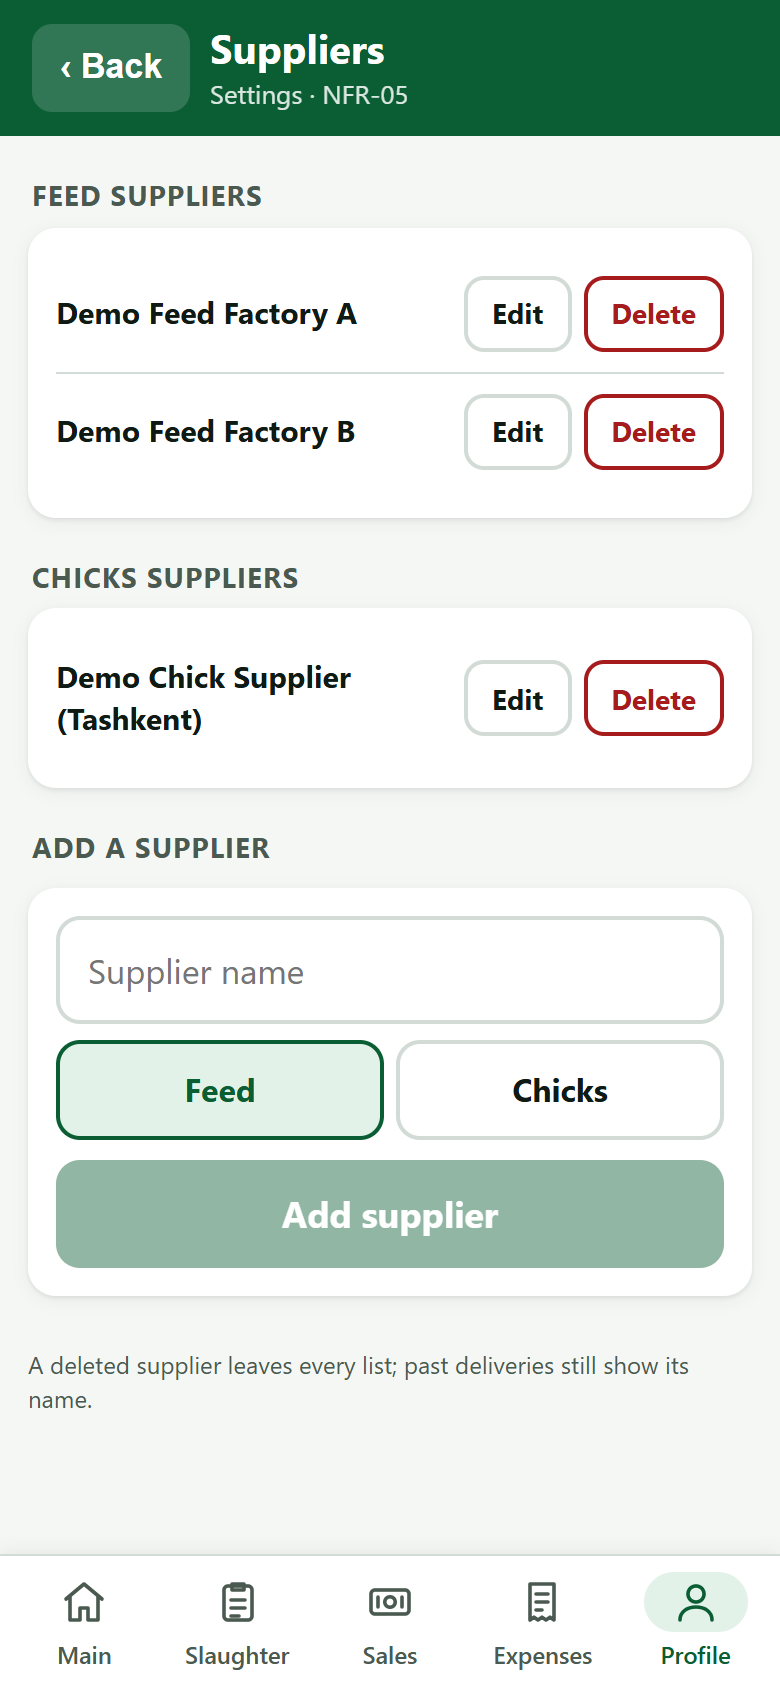 ‹ Back
Suppliers
Settings · NFR-05
FEED SUPPLIERS
Demo Feed Factory A
Edit
Delete
Demo Feed Factory B
Edit
Delete
CHICKS SUPPLIERS
Demo Chick Supplier
(Tashkent)
Edit
Delete
ADD A SUPPLIER
Supplier name
Feed
Chicks
Add supplier
A deleted supplier leaves every list; past deliveries still show its
name.
Main
Slaughter
Sales
Expenses
Profile